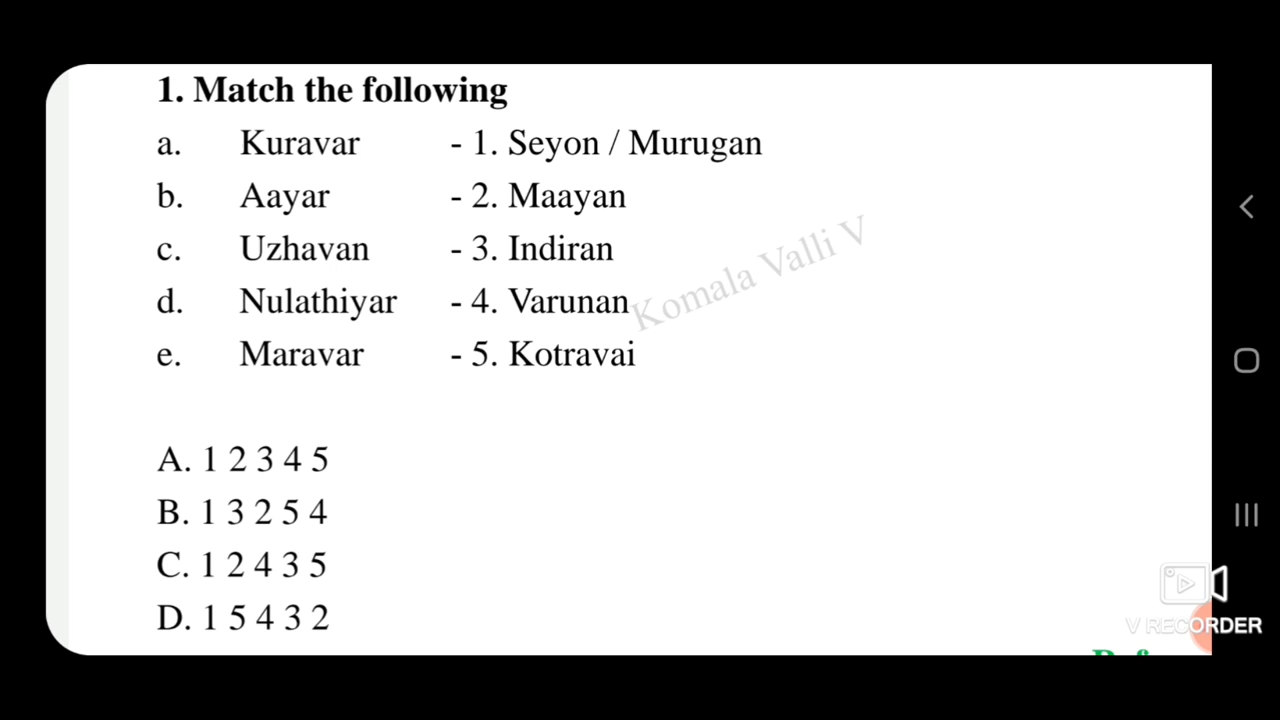 1. Match the following
a. Kuravar - 1. Seyon / Murugan
b. Aayar - 2. Maayan
c. Uzhavan - 3. Indiran
d. Nulathiyar - 4. Varunan
e. Maravar - 5. Kotravai
Komala Valli V
A. 1 2 3 4 5
B. 1 3 2 5 4
C. 1 2 4 3 5
D. 1 5 4 3 2
V RECORDER